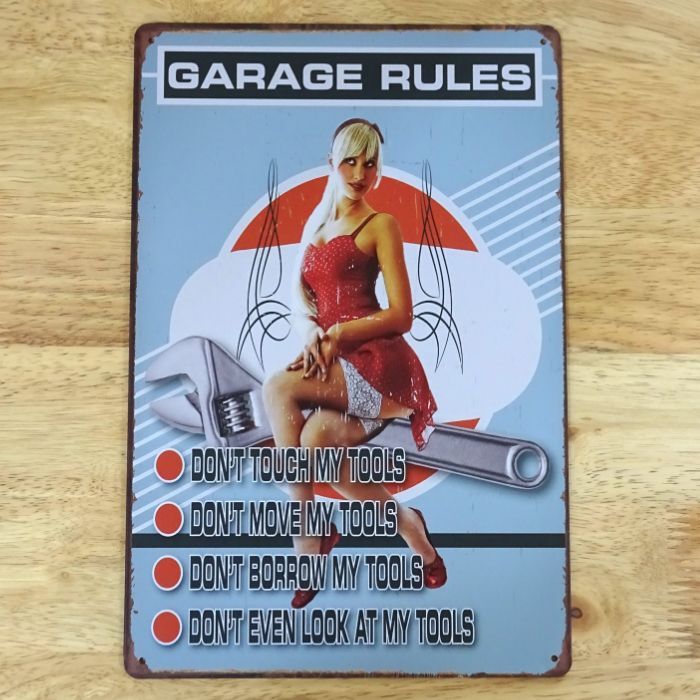 GARAGE RULES
DON'T TOUCH MY TOOLS
DON'T MOVE MY TOOLS
DON'T BORROW MY TOOLS
DON'T EVEN LOOK AT MY TOOLS